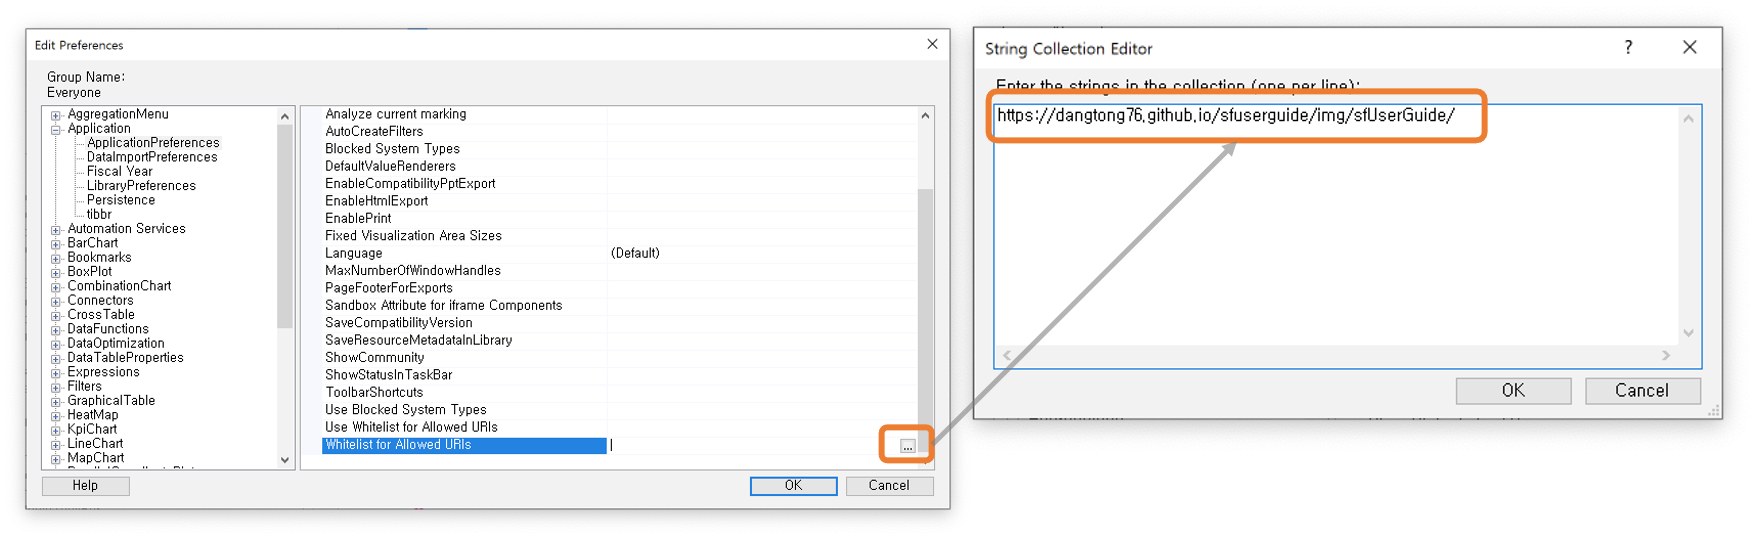 Edit Preferences
Group Name:
Everyone
AggregationMenu
Application
ApplicationPreferences
DataImportPreferences
Fiscal Year
LibraryPreferences
Persistence
tibbr
Automation Services
BarChart
Bookmarks
BoxPlot
CombinationChart
Connectors
CrossTable
DataFunctions
DataOptimization
DataTableProperties
Expressions
Filters
GraphicalTable
HeatMap
KpiChart
LineChart
MapChart
Analyze current marking
AutoCreateFilters
Blocked System Types
DefaultValueRenderers
EnableCompatibilityPptExport
EnableHtmlExport
EnablePrint
Fixed Visualization Area Sizes
Language (Default)
MaxNumberOfWindowHandles
PageFooterForExports
Sandbox Attribute for iframe Components
SaveCompatibilityVersion
SaveResourceMetadataInLibrary
ShowCommunity
ShowStatusInTaskBar
ToolbarShortcuts
Use Blocked System Types
Use Whitelist for Allowed URIs
Whitelist for Allowed URIs ...
Help
OK
Cancel
String Collection Editor
?
Enter the strings in the collection (one per line):
https://dangtong76.github.io/sfuserguide/img/sfUserGuide/
OK
Cancel